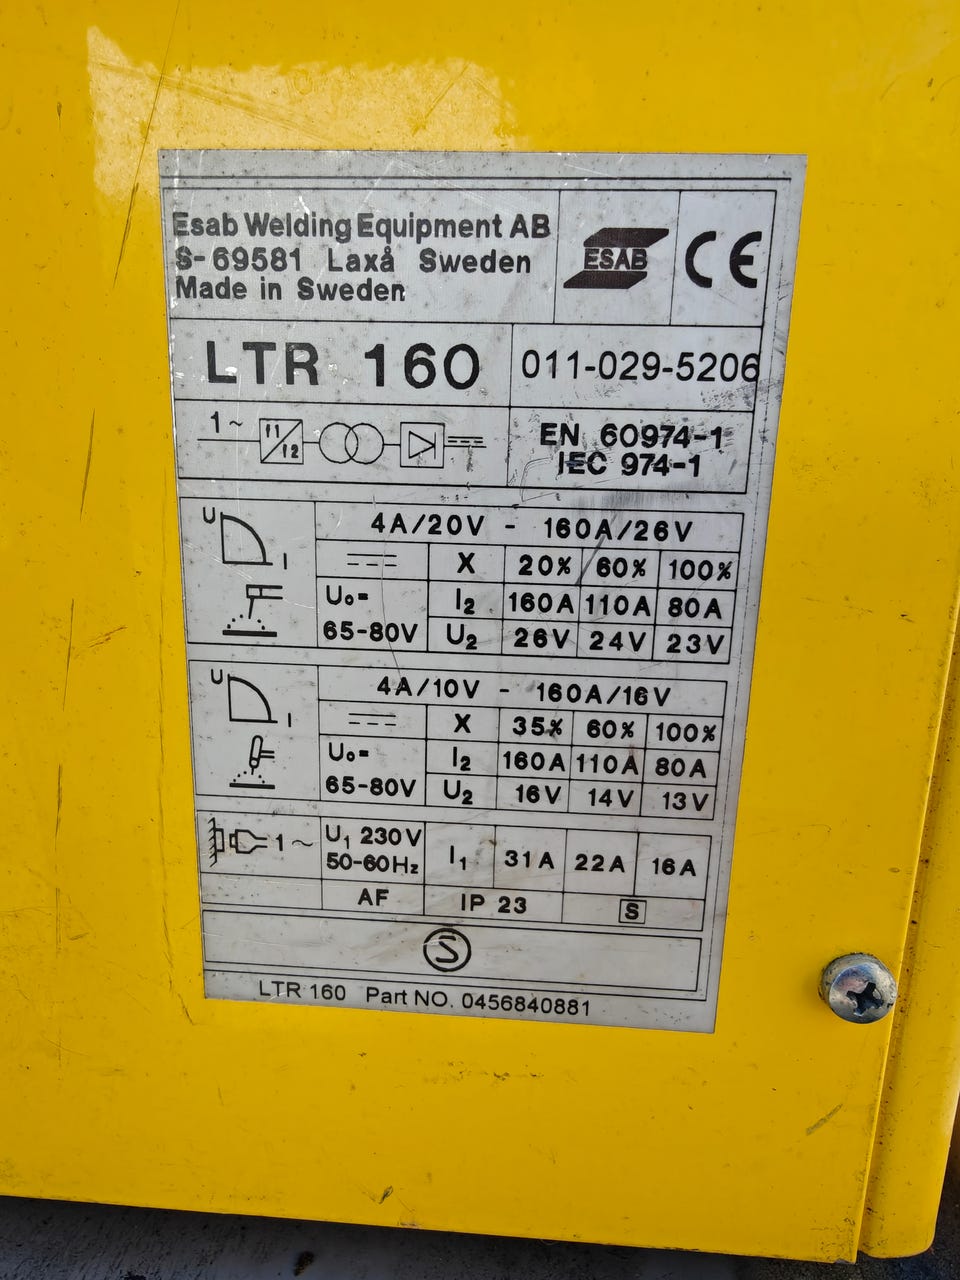 Esab Welding Equipment AB
S-69581 Laxå Sweden
Made in Sweden
ESAB
CE
LTR 160
011-029-5206
1~
f1
f2
EN 60974-1
IEC 974-1
U
I
4A/20V - 160A/26V
X 20% 60% 100%
U₀=
65-80V
I₂ 160A 110A 80A
U₂ 26V 24V 23V
U
I
4A/10V - 160A/16V
X 35% 60% 100%
U₀=
65-80V
I₂ 160A 110A 80A
U₂ 16V 14V 13V
1~
U₁ 230V
50-60Hz
I₁ 31A 22A 16A
AF IP 23 S
S
LTR 160 Part NO. 0456840881